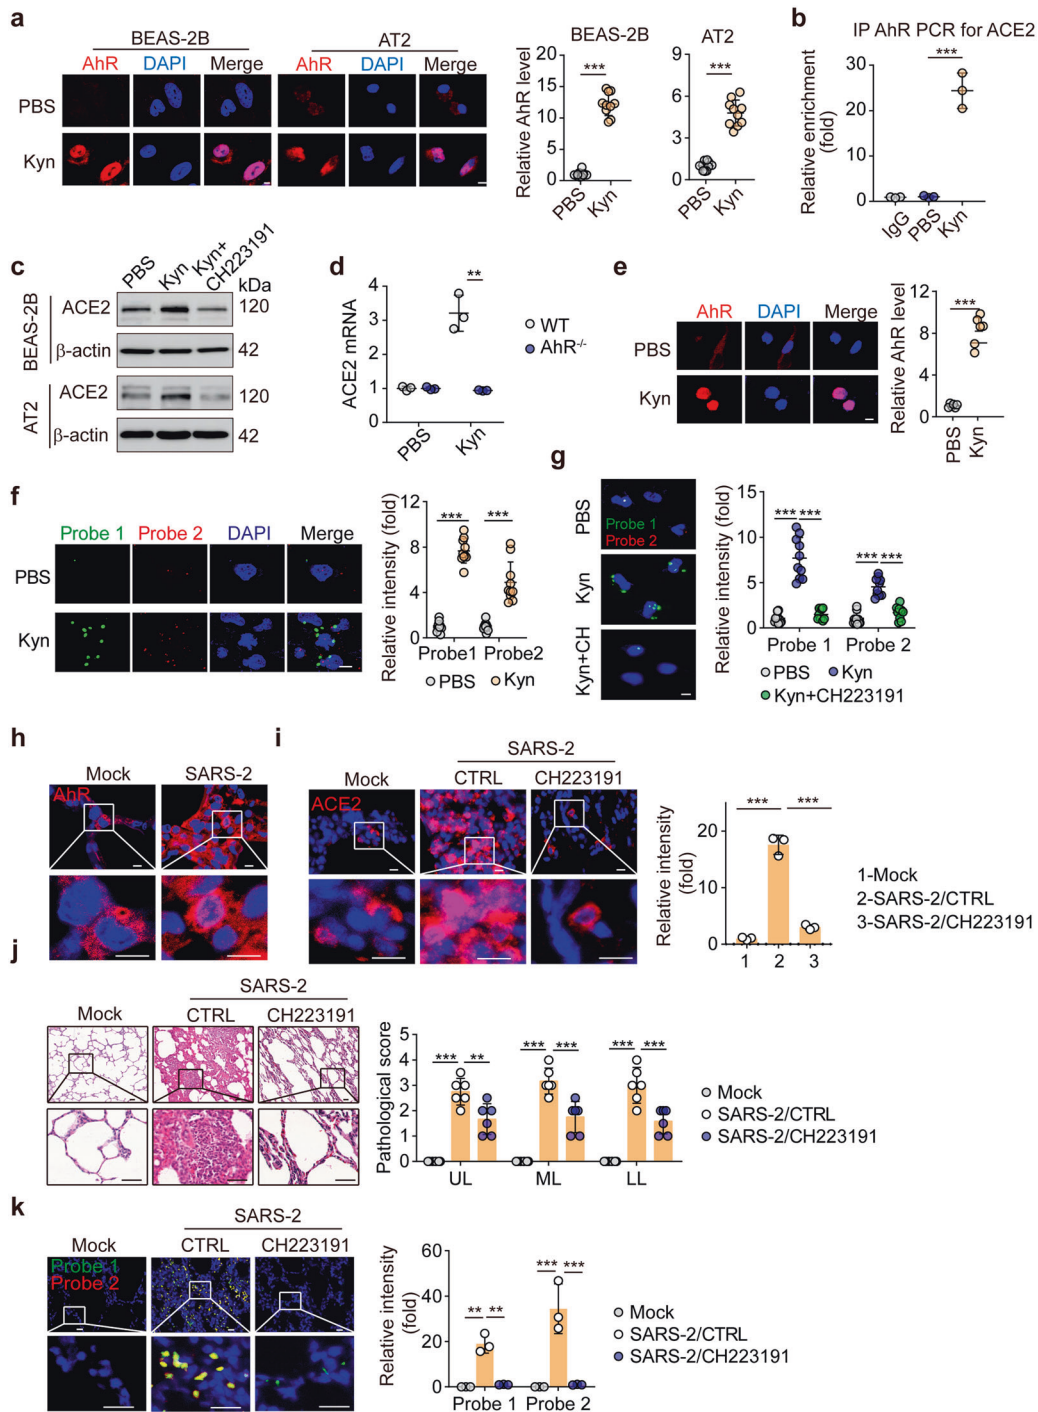 a
BEAS-2B
AT2
AhR DAPI Merge AhR DAPI Merge
PBS
Kyn
BEAS-2B
AT2
Relative AhR level
20
15
10
5
0
***
PBS Kyn
9
6
3
0
***
PBS Kyn
b
IP AhR PCR for ACE2
Relative enrichment
(fold)
30
20
10
0
***
IgG PBS Kyn
c
PBS Kyn Kyn+
CH223191
kDa
BEAS-2B
ACE2 120
β-actin 42
AT2
ACE2 120
β-actin 42
d
ACE2 mRNA
4
3
2
1
0
**
WT
AhR-/-
PBS Kyn
e
AhR DAPI Merge
PBS
Kyn
Relative AhR level
12
8
4
0
***
PBS Kyn
f
Probe 1 Probe 2 DAPI Merge
PBS
Kyn
Relative intensity (fold)
12
8
4
0
*** ***
Probe1 Probe2
PBS Kyn
g
PBS
Probe 1
Probe 2
Kyn
Kyn+CH
Relative intensity (fold)
15
10
5
0
*** ***
*** ***
Probe 1 Probe 2
PBS Kyn
Kyn+CH223191
h
Mock SARS-2
AhR
i
SARS-2
Mock CTRL CH223191
ACE2
Relative intensity
(fold)
20
10
0
*** ***
1 2 3
1-Mock
2-SARS-2/CTRL
3-SARS-2/CH223191
j
SARS-2
Mock CTRL CH223191
Pathological score
5
4
3
2
1
0
*** ** *** *** *** ***
UL ML LL
Mock
SARS-2/CTRL
SARS-2/CH223191
k
SARS-2
Mock CTRL CH223191
Probe 1
Probe 2
Relative intensity
(fold)
60
40
20
0
** **
*** ***
Probe 1 Probe 2
Mock
SARS-2/CTRL
SARS-2/CH223191